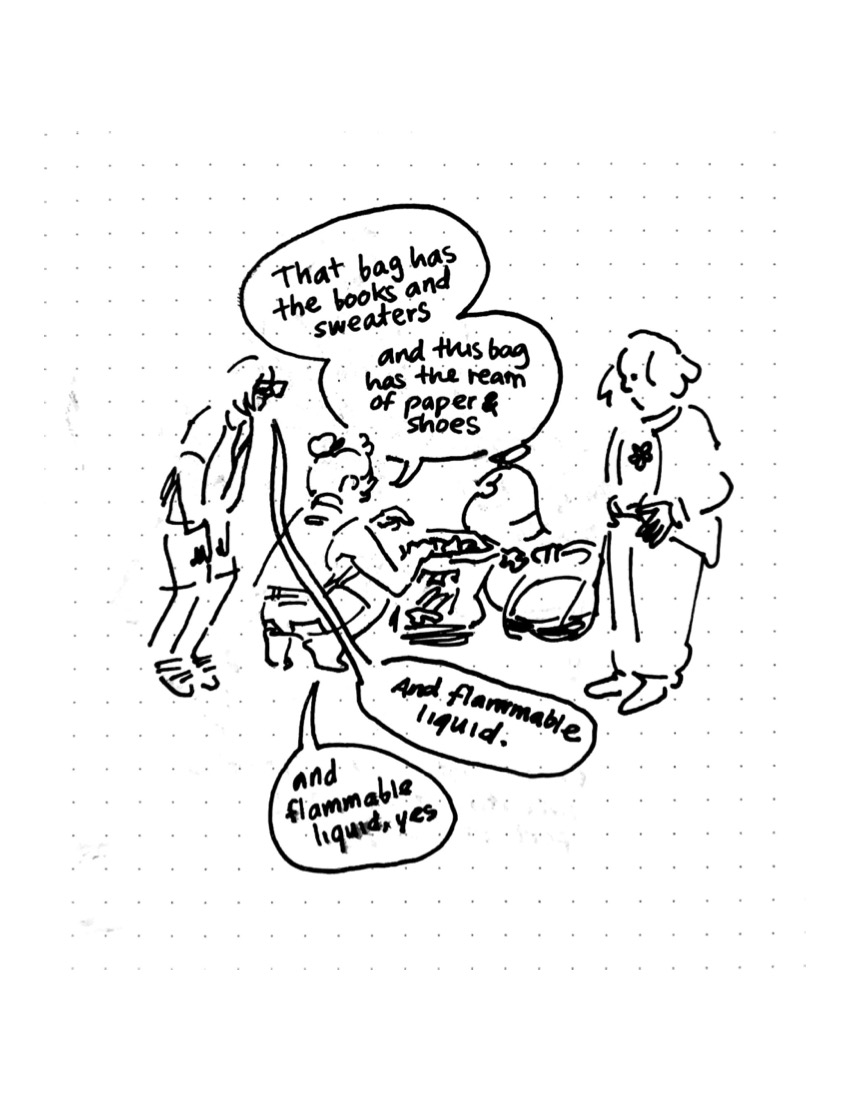 That bag has
the books and
sweaters
and this bag
has the ream
of paper &
shoes
And flammable
liquid.
and
flammable
liquid, yes